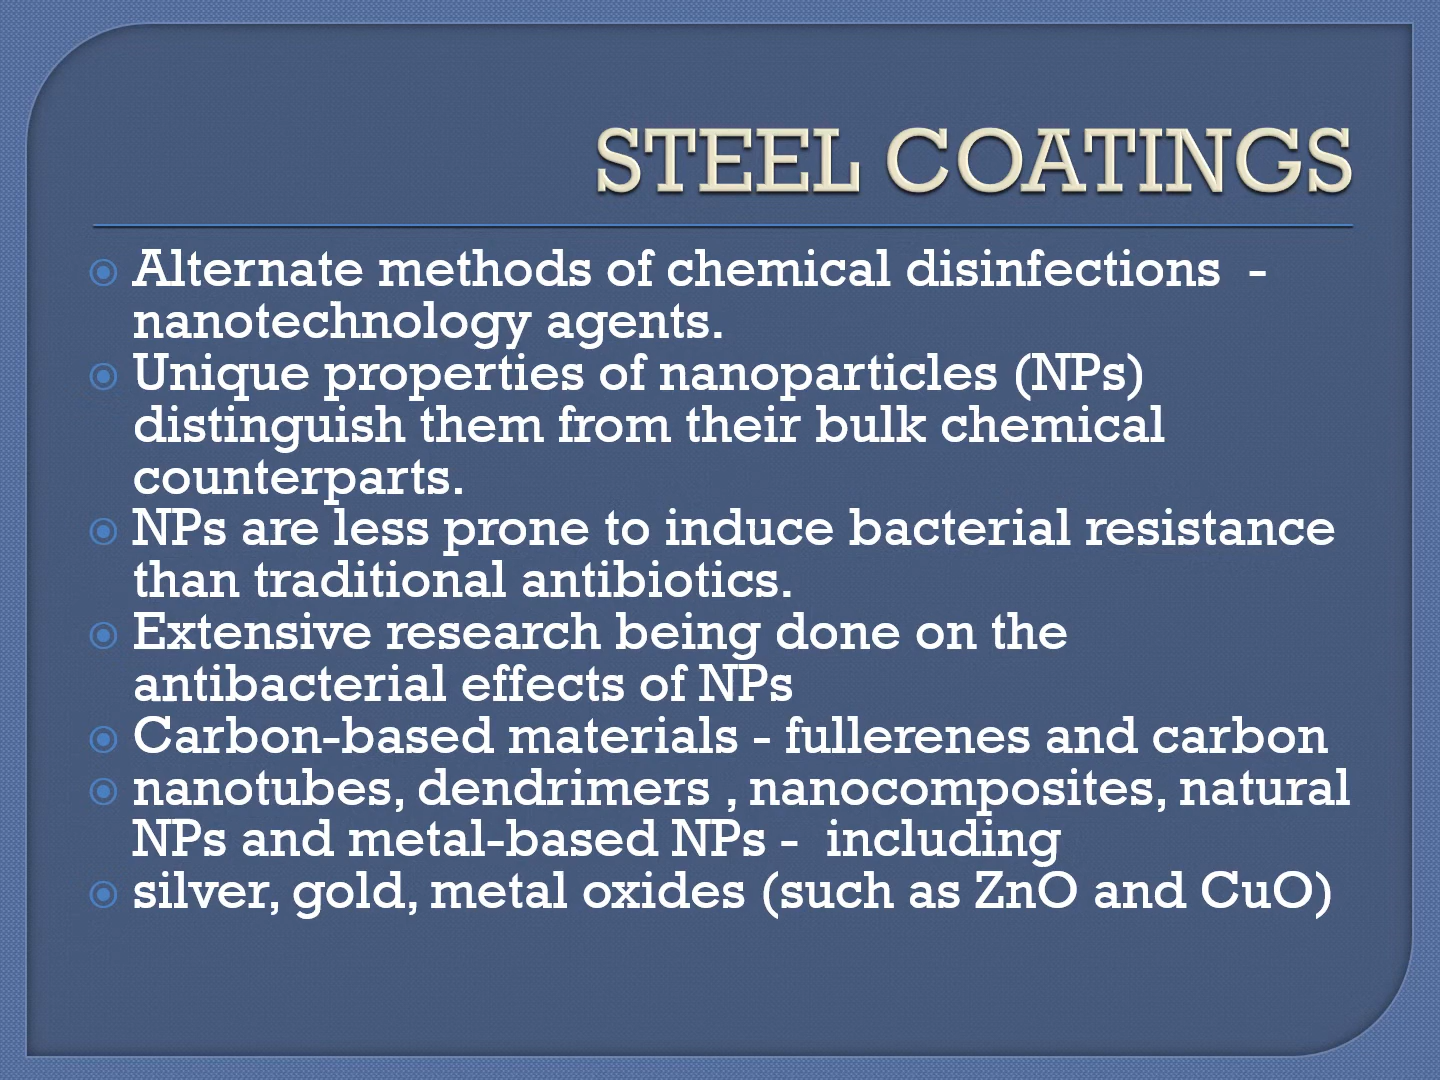 STEEL COATINGS
Alternate methods of chemical disinfections -
nanotechnology agents.
Unique properties of nanoparticles (NPs)
distinguish them from their bulk chemical
counterparts.
NPs are less prone to induce bacterial resistance
than traditional antibiotics.
Extensive research being done on the
antibacterial effects of NPs
Carbon-based materials - fullerenes and carbon
nanotubes, dendrimers , nanocomposites, natural
NPs and metal-based NPs - including
silver, gold, metal oxides (such as ZnO and CuO)